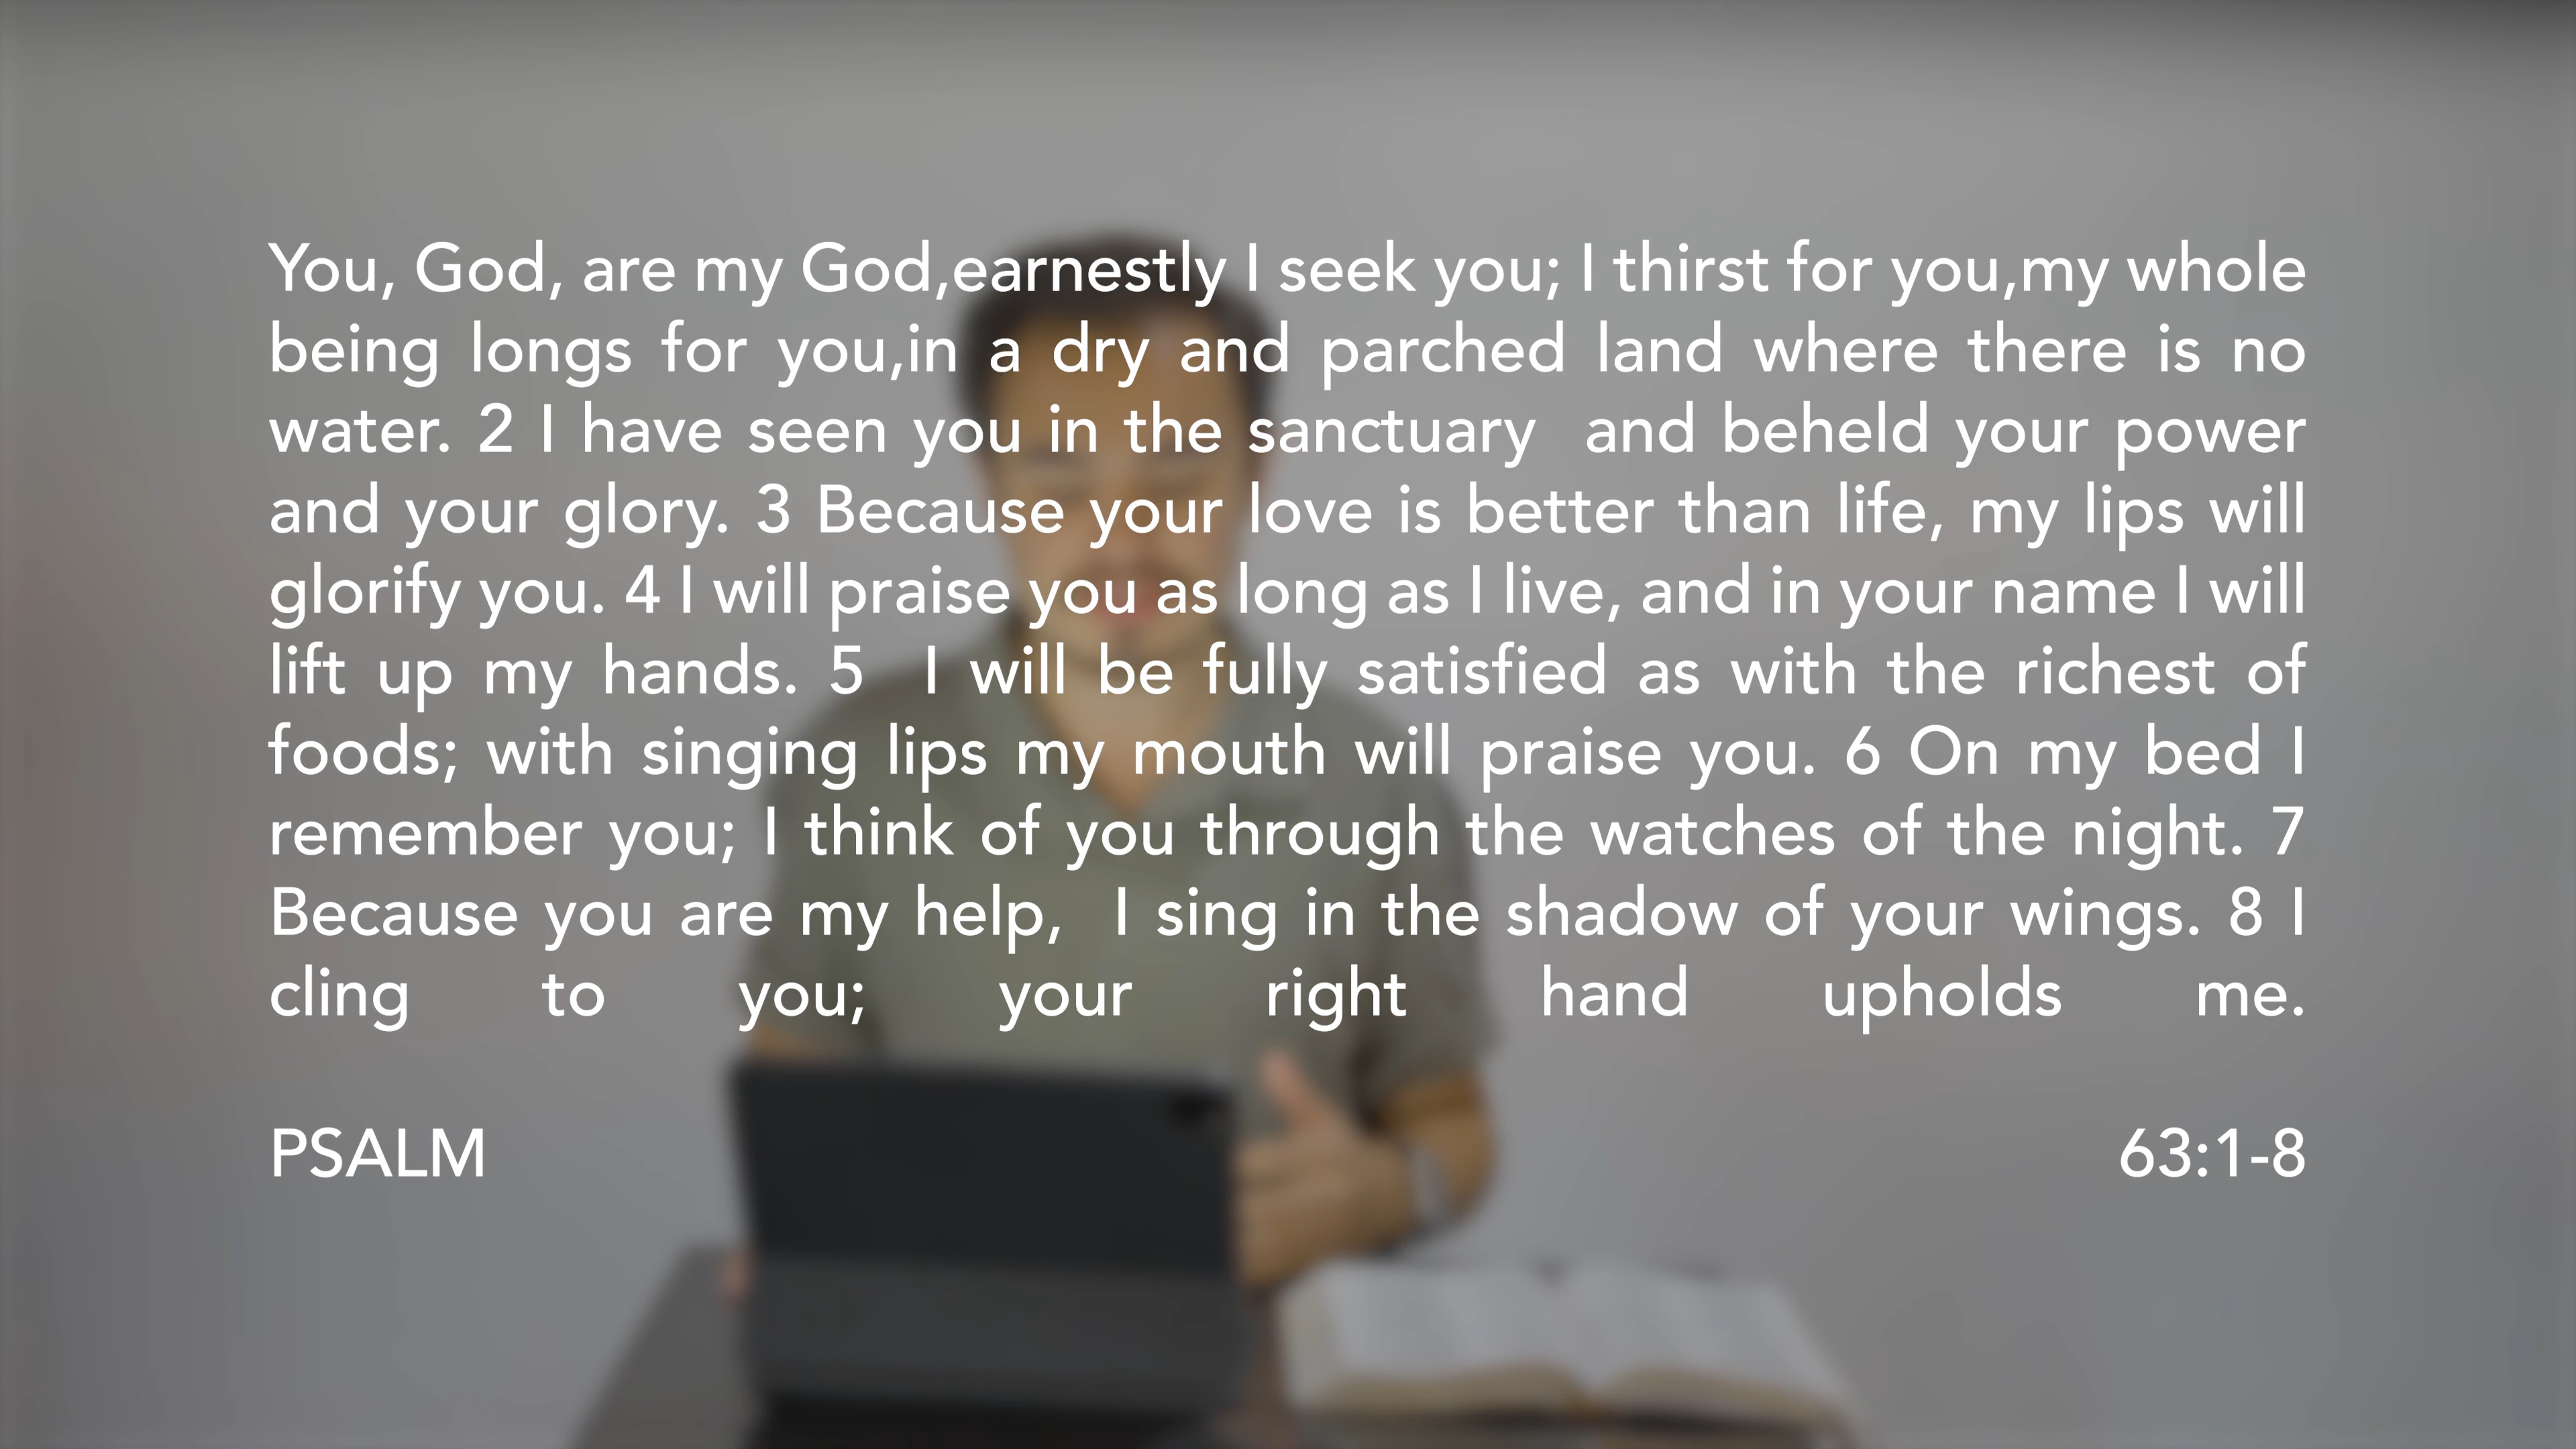 You, God, are my God,earnestly I seek you; I thirst for you,my whole
being longs for you,in a dry and parched land where there is no
water. 2 I have seen you in the sanctuary  and beheld your power
and your glory. 3 Because your love is better than life, my lips will
glorify you. 4 I will praise you as long as I live, and in your name I will
lift up my hands. 5  I will be fully satisfied as with the richest of
foods; with singing lips my mouth will praise you. 6 On my bed I
remember you; I think of you through the watches of the night. 7
Because you are my help,  I sing in the shadow of your wings. 8 I
cling to you; your right hand upholds me.
PSALM 63:1-8